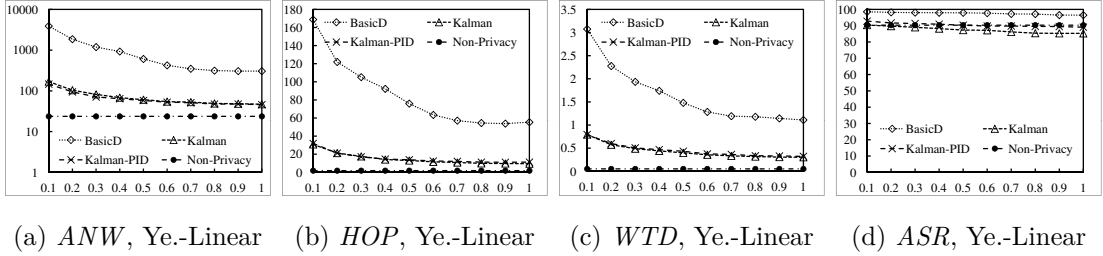 10000
1000
100
10
1
BasicD
Kalman
Kalman-PID
Non-Privacy
0.1 0.2 0.3 0.4 0.5 0.6 0.7 0.8 0.9 1
180
160
140
120
100
80
60
40
20
0
BasicD
Kalman
Kalman-PID
Non-Privacy
0.1 0.2 0.3 0.4 0.5 0.6 0.7 0.8 0.9 1
3.5
3
2.5
2
1.5
1
0.5
0
BasicD
Kalman
Kalman-PID
Non-Privacy
0.1 0.2 0.3 0.4 0.5 0.6 0.7 0.8 0.9 1
100
90
80
70
60
50
40
30
20
10
0
BasicD
Kalman
Kalman-PID
Non-Privacy
0.1 0.2 0.3 0.4 0.5 0.6 0.7 0.8 0.9 1
(a) ANW, Ye.-Linear
(b) HOP, Ye.-Linear
(c) WTD, Ye.-Linear
(d) ASR, Ye.-Linear